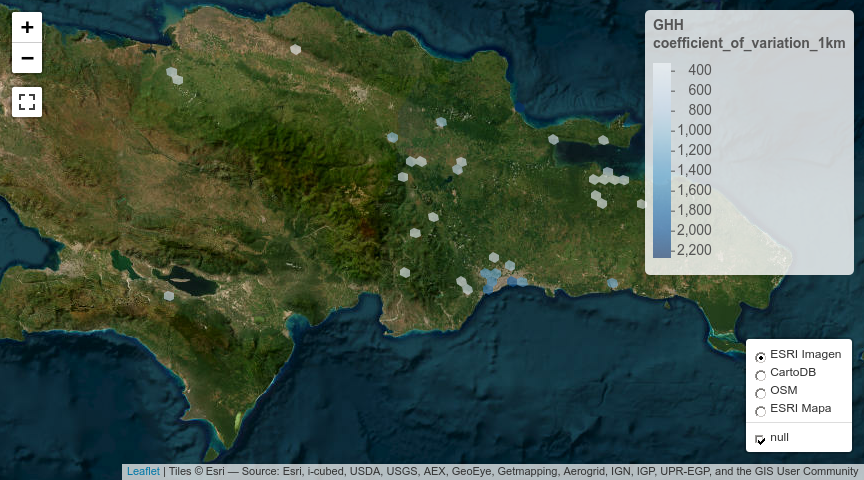 +
−
GHH
coefficient_of_variation_1km
400
600
800
1,000
1,200
1,400
1,600
1,800
2,000
2,200
ESRI Imagen
CartoDB
OSM
ESRI Mapa
null
Leaflet | Tiles © Esri — Source: Esri, i-cubed, USDA, USGS, AEX, GeoEye, Getmapping, Aerogrid, IGN, IGP, UPR-EGP, and the GIS User Community